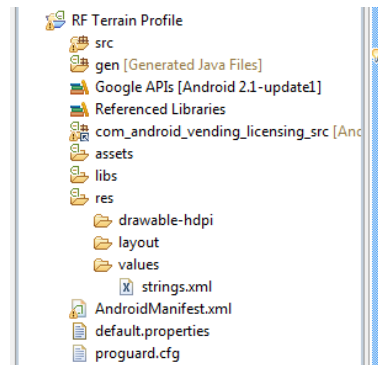 RF Terrain Profile
src
gen [Generated Java Files]
Google APIs [Android 2.1-update1]
Referenced Libraries
com_android_vending_licensing_src [Anc
assets
libs
res
drawable-hdpi
layout
values
strings.xml
AndroidManifest.xml
default.properties
proguard.cfg